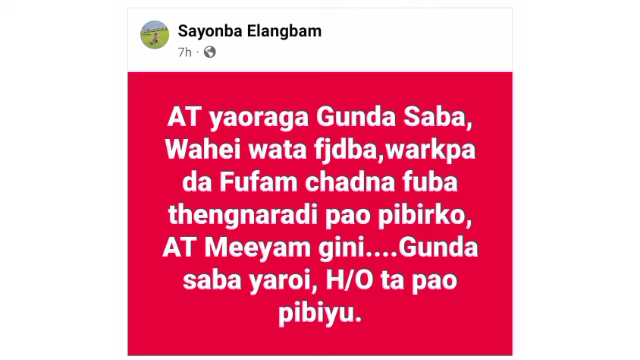 Sayonba Elangbam
7h ·
AT yaoraga Gunda Saba,
Wahei wata fjdba,warkpa
da Fufam chadna fuba
thengnaradi pao pibirko,
AT Meeyam gini....Gunda
saba yaroi, H/O ta pao
pibiyu.